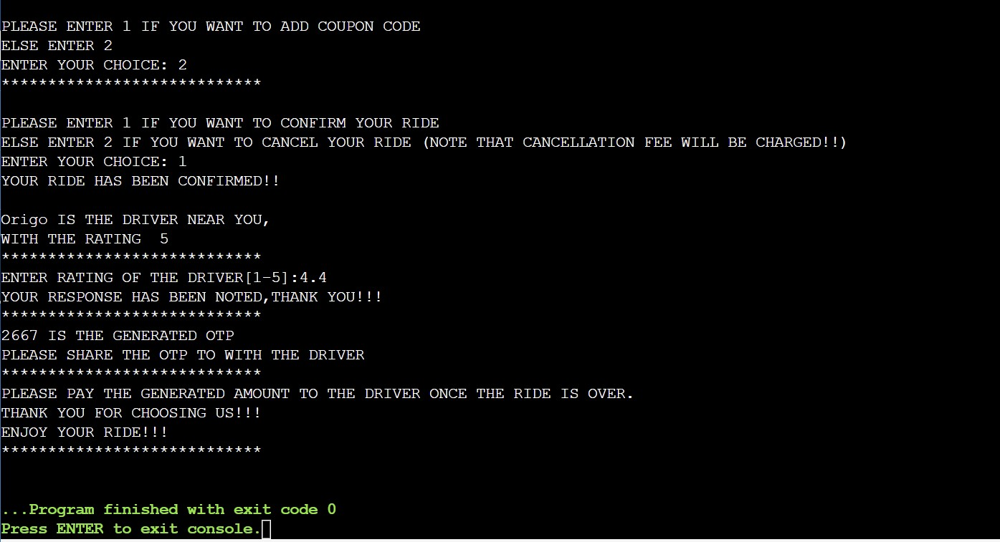 PLEASE ENTER 1 IF YOU WANT TO ADD COUPON CODE
ELSE ENTER 2
ENTER YOUR CHOICE: 2
****************************
PLEASE ENTER 1 IF YOU WANT TO CONFIRM YOUR RIDE
ELSE ENTER 2 IF YOU WANT TO CANCEL YOUR RIDE (NOTE THAT CANCELLATION FEE WILL BE CHARGED!!)
ENTER YOUR CHOICE: 1
YOUR RIDE HAS BEEN CONFIRMED!!
Origo IS THE DRIVER NEAR YOU,
WITH THE RATING  5
****************************
ENTER RATING OF THE DRIVER[1-5]:4.4
YOUR RESPONSE HAS BEEN NOTED,THANK YOU!!!
****************************
2667 IS THE GENERATED OTP
PLEASE SHARE THE OTP TO WITH THE DRIVER
****************************
PLEASE PAY THE GENERATED AMOUNT TO THE DRIVER ONCE THE RIDE IS OVER.
THANK YOU FOR CHOOSING US!!!
ENJOY YOUR RIDE!!!
****************************
...Program finished with exit code 0
Press ENTER to exit console.